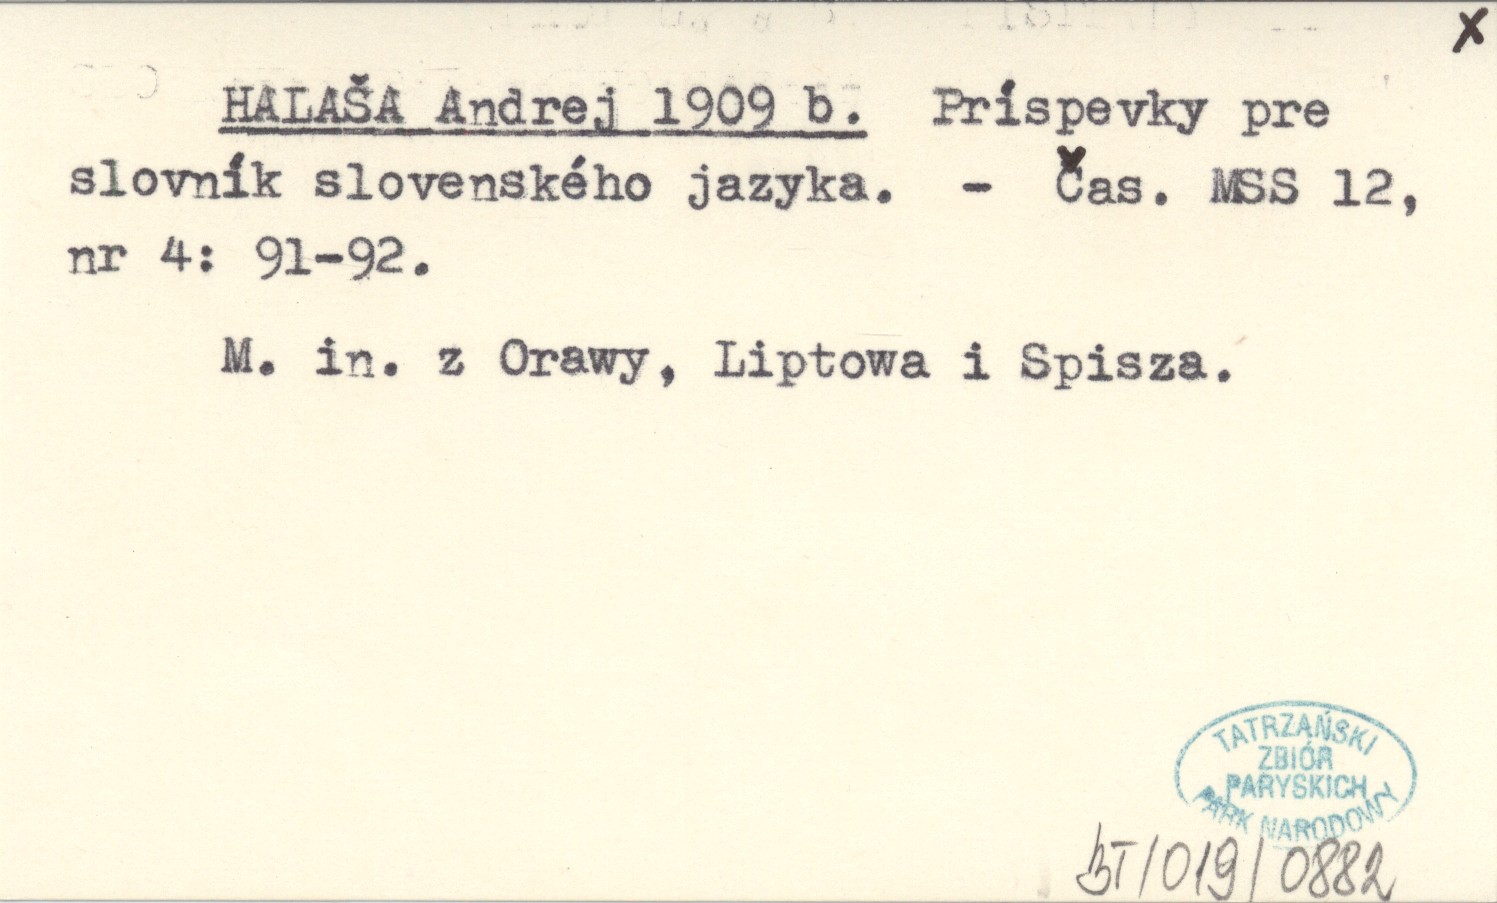 x
HALAŠA Andrej 1909 b. Príspevky pre
slovník slovenského jazyka. - Čas. MSS 12,
nr 4: 91-92.
M. in. z Orawy, Liptowa i Spisza.
TATRZAŃSKI
ZBIÓR
PARYSKICH
PARK NARODOWY
BT/019/0882